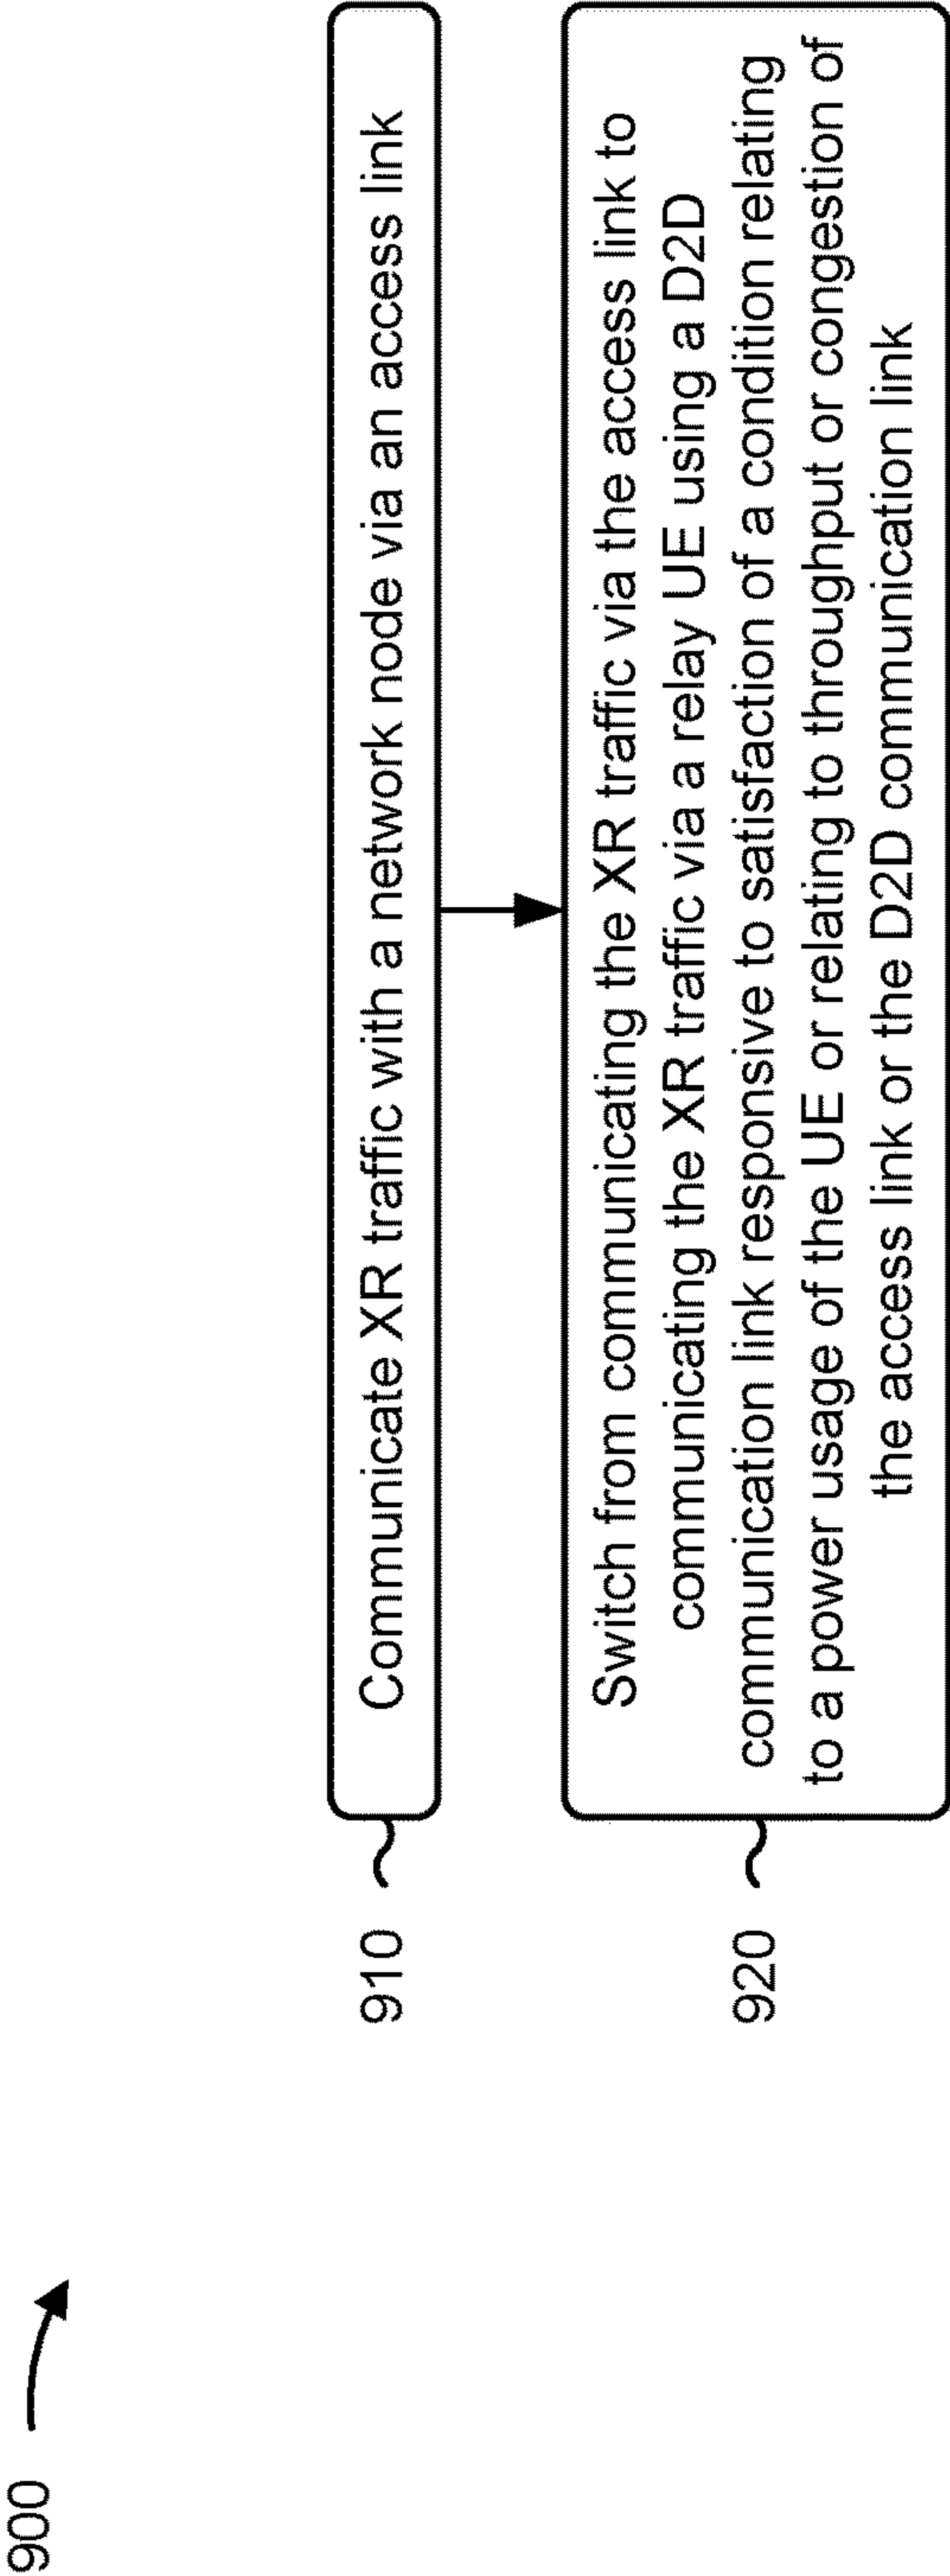 900
910
Communicate XR traffic with a network node via an access link
920
Switch from communicating the XR traffic via the access link to
communicating the XR traffic via a relay UE using a D2D
communication link responsive to satisfaction of a condition relating
to a power usage of the UE or relating to throughput or congestion of
the access link or the D2D communication link